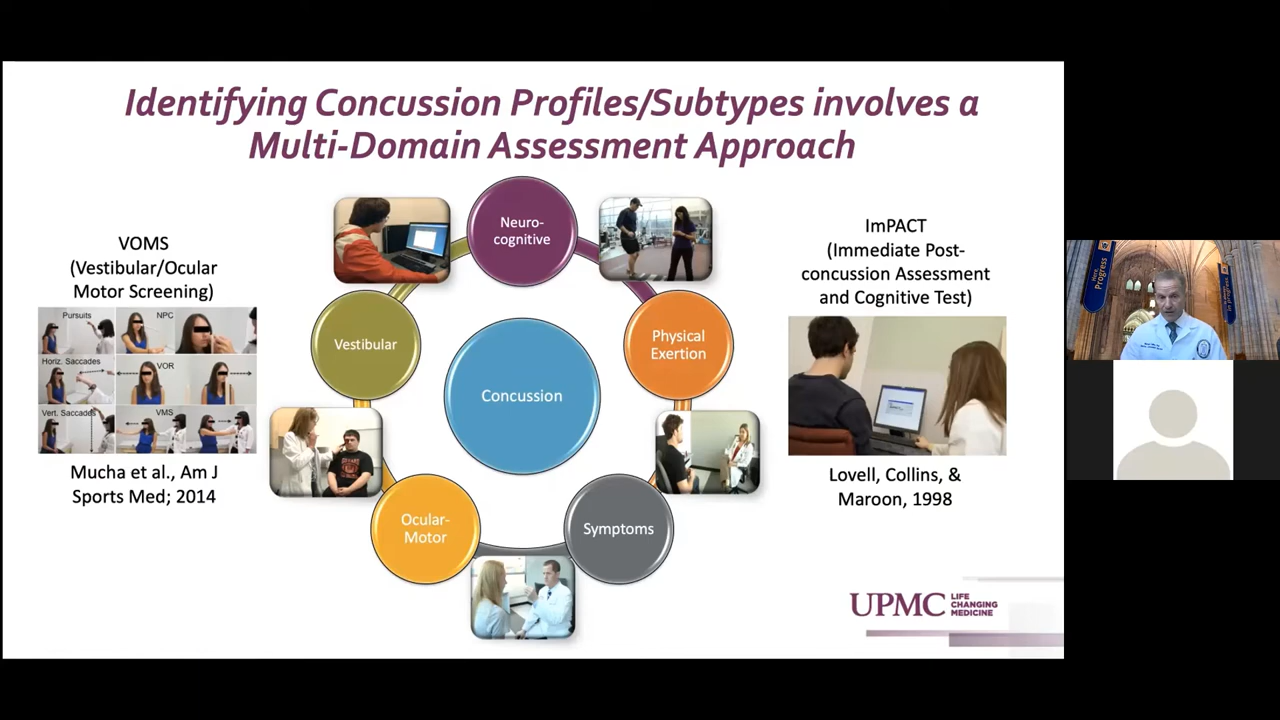 Identifying Concussion Profiles/Subtypes involves a
Multi-Domain Assessment Approach
VOMS
(Vestibular/Ocular
Motor Screening)
Pursuits
NPC
Horiz. Saccades
VOR
Vert. Saccades
VMS
Mucha et al., Am J
Sports Med; 2014
Neuro-
cognitive
Vestibular
Physical
Exertion
Concussion
Ocular-
Motor
Symptoms
ImPACT
(Immediate Post-
concussion Assessment
and Cognitive Test)
Lovell, Collins, &
Maroon, 1998
UPMC
LIFE
CHANGING
MEDICINE
Progress